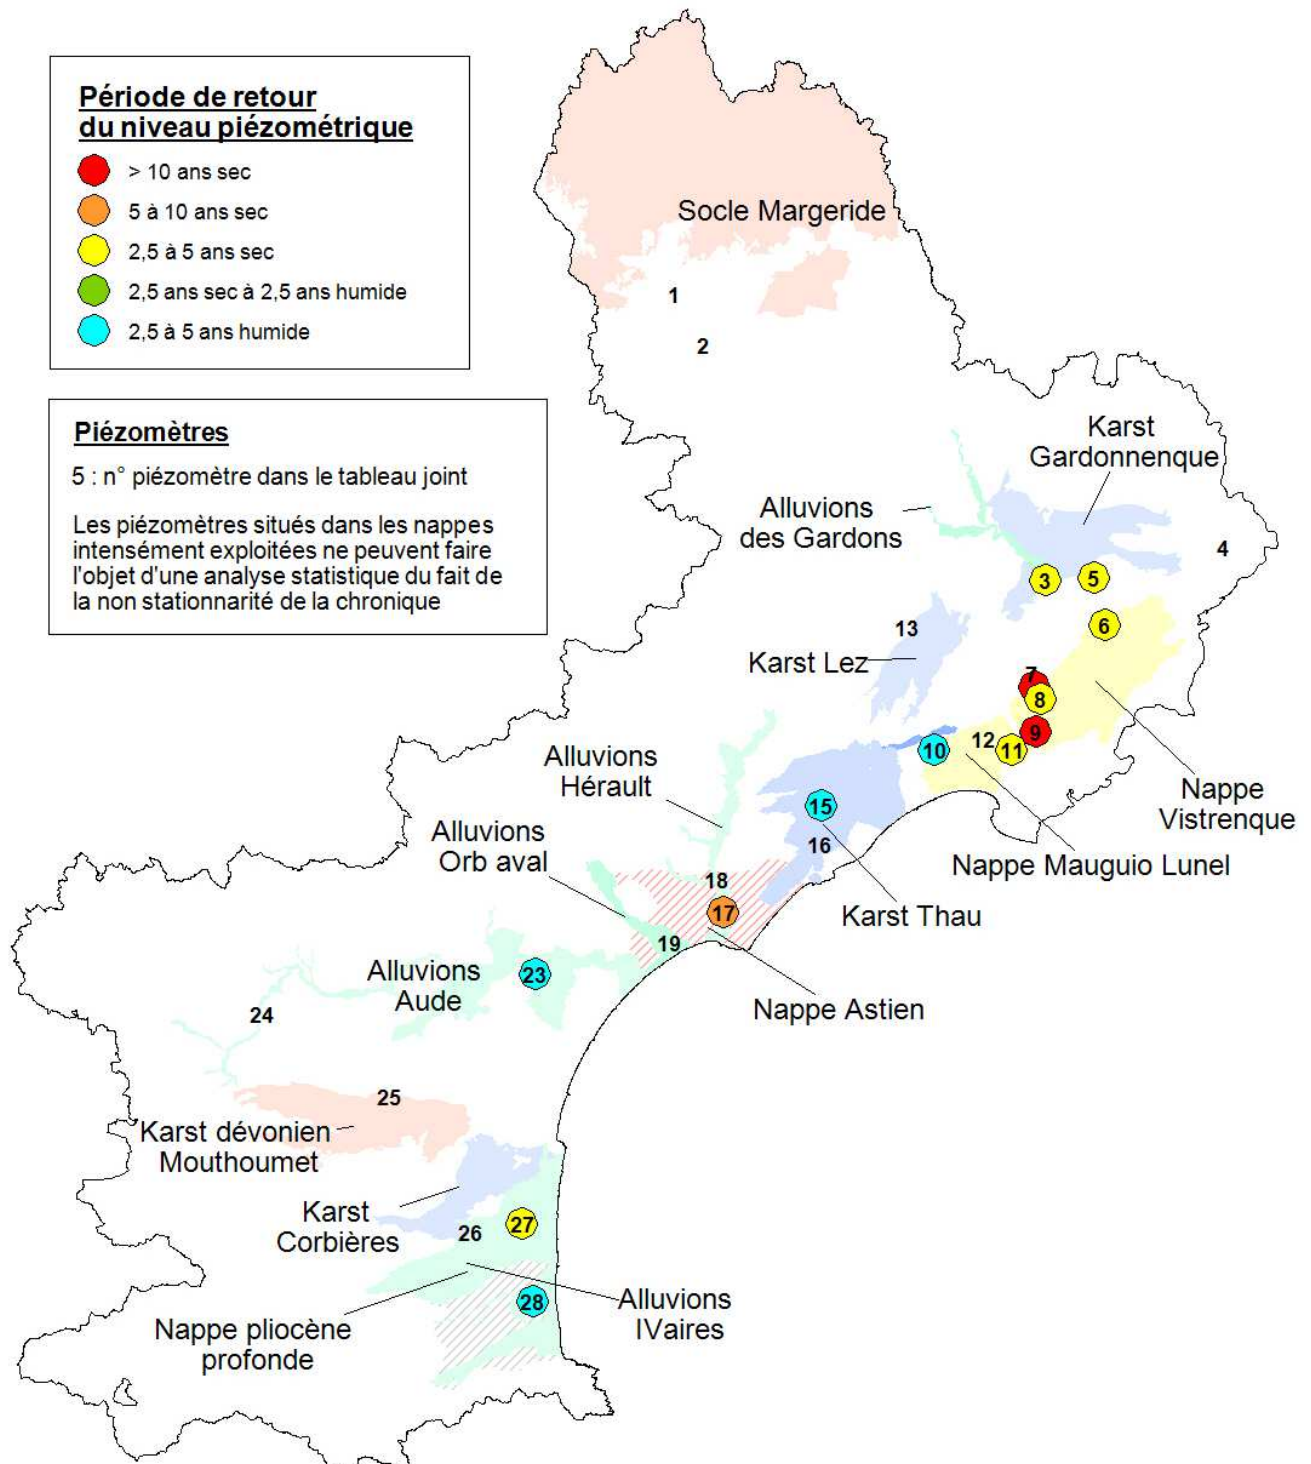 Période de retour
du niveau piézométrique
> 10 ans sec
5 à 10 ans sec
2,5 à 5 ans sec
2,5 ans sec à 2,5 ans humide
2,5 à 5 ans humide
Piézomètres
5 : n° piézomètre dans le tableau joint
Les piézomètres situés dans les nappes
intensément exploitées ne peuvent faire
l'objet d'une analyse statistique du fait de
la non stationnarité de la chronique
Socle Margeride
1
2
Karst
Gardonnenque
Alluvions
des Gardons
4
3
5
6
13
Karst Lez
7
8
9
10
12
11
Alluvions
Hérault
Nappe
Vistrenque
15
16
Alluvions
Orb aval
Nappe Mauguio Lunel
18
17
Karst Thau
19
Alluvions
Aude
23
Nappe Astien
24
25
Karst dévonien
Mouthoumet
Karst
Corbières
26
27
28
Alluvions
IVaires
Nappe pliocène
profonde